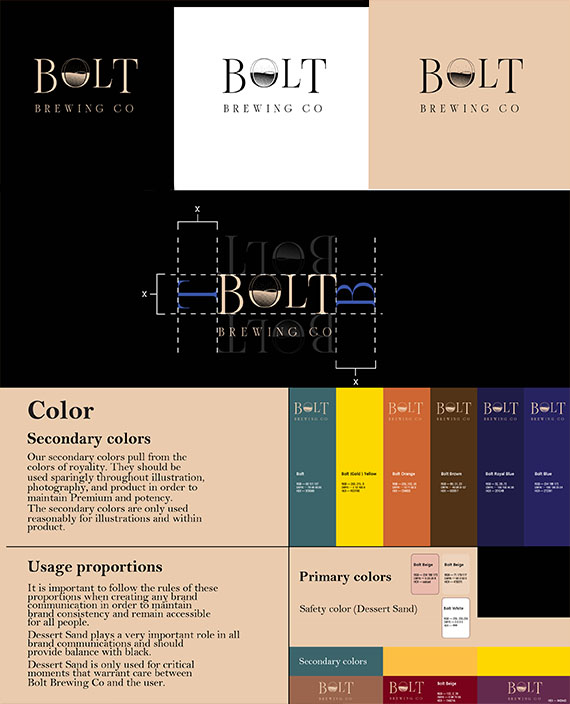 BOLT
BREWING CO
BOLT
BREWING CO
BOLT
BREWING CO
x
x
T
BOLT
B
BREWING CO
x
Color
Secondary colors
Our secondary colors pull from the
colors of royality. They should be
used sparingly throughout illustration,
photography, and product in order to
maintain Premium and potency.
The secondary colors are only used
reasonably for illustrations and within
product.
BOLT
BREWING CO
BOLT
BREWING CO
BOLT
BREWING CO
BOLT
BREWING CO
BOLT
BREWING CO
Bolt
Bolt (Gold ) Yellow
Bolt Orange
Bolt Brown
Bolt Royal Blue
Bolt Blue
Usage proportions
It is important to follow the rules of these
proportions when creating any brand
communication in order to maintain
brand consistency and remain accessible
for all people.
Dessert Sand plays a very important role in all
brand communications and should
provide balance with black.
Dessert Sand is only used for critical
moments that warrant care between
Bolt Brewing Co and the user.
Primary colors
Safety color (Dessert Sand)
Bolt Beige
Bolt Beige
Bolt White
Secondary colors
BOLT
BREWING CO
BOLT
BREWING CO
Bolt Beige
BOLT
BREWING CO